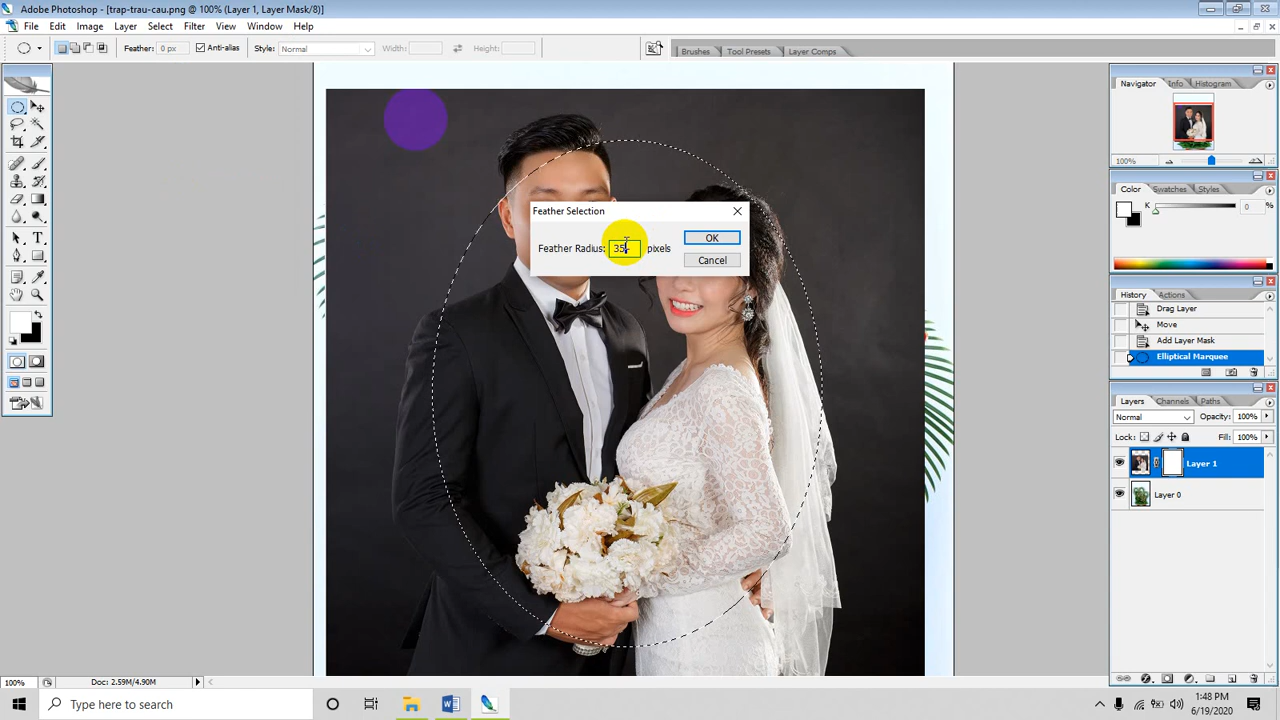 Adobe Photoshop - [trap-trau-cau.png @ 100% (Layer 1, Layer Mask/8)]
File Edit Image Layer Select Filter View Window Help
Feather: 0 px Anti-alias Style: Normal Width: Height: Brushes Tool Presets Layer Comps
Navigator Info Histogram
100%
Color Swatches Styles
K 0 %
Feather Selection
Feather Radius: 35 pixels
OK
Cancel
History Actions
Drag Layer
Move
Add Layer Mask
Elliptical Marquee
Layers Channels Paths
Normal Opacity: 100%
Lock: Fill: 100%
Layer 1
Layer 0
100% Doc: 2.59M/4.90M
Type here to search
1:48 PM
6/19/2020